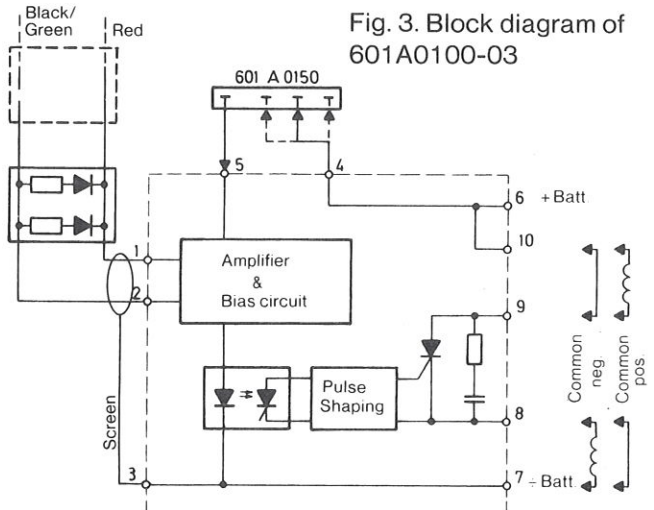 Black/
Green
Red
Fig. 3. Block diagram of
601A0100-03
601 A 0150
5
4
6 + Batt.
10
1
Amplifier
&
Bias circuit
2
9
Common
neg.
Common
pos.
Pulse
Shaping
8
Screen
3
7 ÷ Batt.